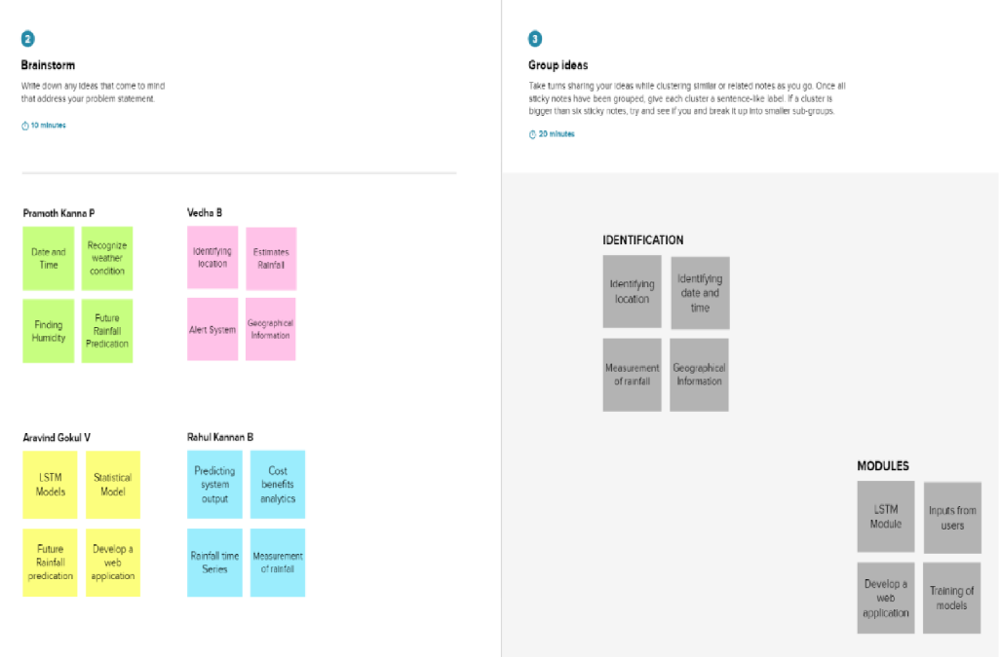 2
Brainstorm
Write down any ideas that come to mind
that address your problem statement.
10 minutes
Pramoth Kanna P
Date and
Time
Recognize
weather
condition
Finding
Humidity
Future
Rainfall
Predication
Vedha B
Identifying
location
Estimates
Rainfall
Alert System
Geographical
Information
Aravind Gokul V
LSTM
Models
Statistical
Model
Future
Rainfall
predication
Develop a
web
application
Rahul Kannan B
Predicting
system
output
Cost
benefits
analytics
Rainfall time
Series
Measurement
of rainfall
3
Group ideas
Take turns sharing your ideas while clustering similar or related notes as you go. Once all
sticky notes have been grouped, give each cluster a sentence-like label. If a cluster is
bigger than six sticky notes, try and see if you and break it up into smaller sub-groups.
20 minutes
IDENTIFICATION
Identifying
location
Identifying
date and
time
Measurement
of rainfall
Geographical
Information
MODULES
LSTM
Module
Inputs from
users
Develop a
web
application
Training of
models